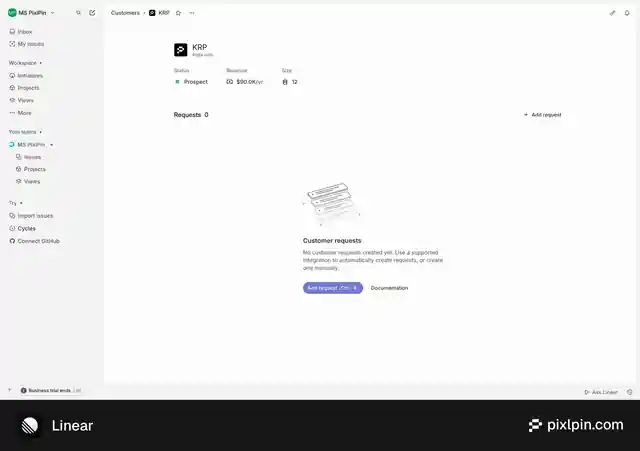 MS PixlPin
Customers › KRP
Inbox
My issues
Workspace
Initiatives
Projects
Views
More
Your teams
MS PixlPin
Issues
Projects
Views
Try
Import issues
Cycles
Connect GitHub
KRP
Status
Revenue
Size
Prospect
$90.0K/yr
12
Requests 0
+ Add request
Customer requests
No customer requests created yet. Use a supported
integration to automatically create requests, or create
one manually.
Add request
Documentation
Business trial ends
Ask Linear
Linear
pixlpin.com